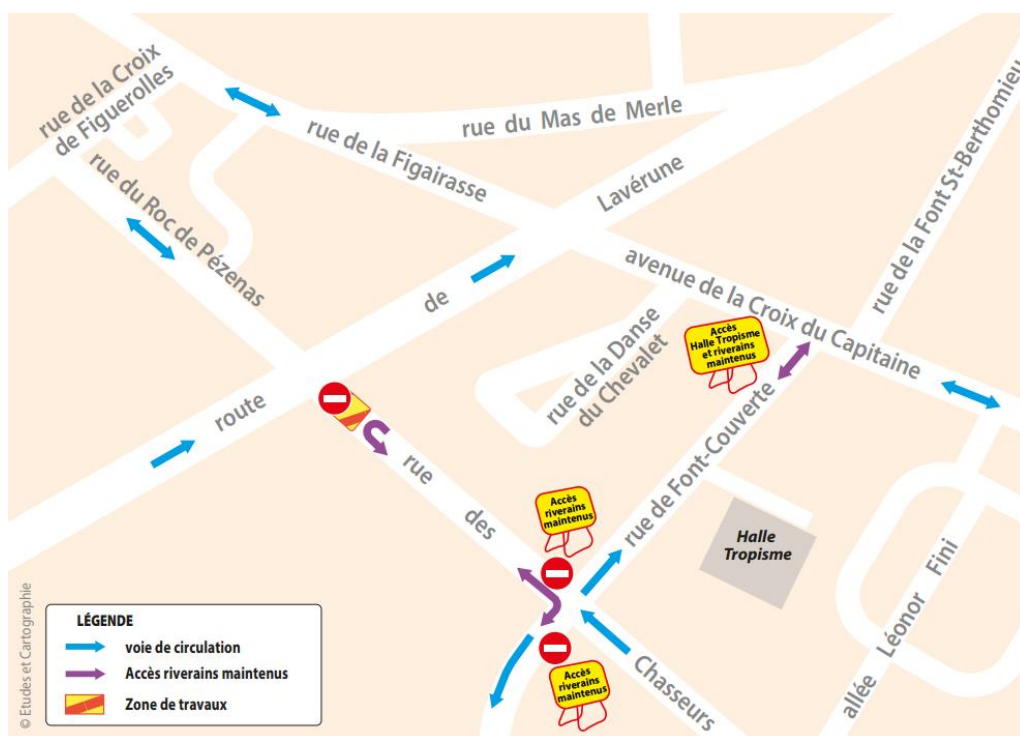 rue de la Croix
de Figuerolles
rue du Mas de Merle
rue de la Figairasse
Lavérune
rue de la Font St-Berthomieu
rue du Roc de Pézenas
de
avenue de la Croix du Capitaine
Accès
Halle Tropisme
et riverains
maintenus
rue de la Danse
du Chevalet
route
rue
des
rue de Font-Couverte
Accès
riverains
maintenus
Halle
Tropisme
allée Léonor Fini
Chasseurs
Accès
riverains
maintenus
LÉGENDE
voie de circulation
Accès riverains maintenus
Zone de travaux
© Etudes et Cartographie